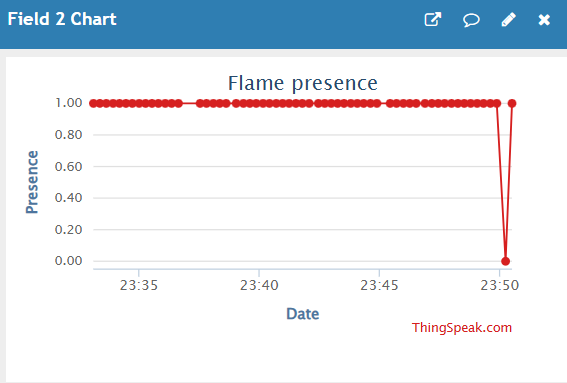 Field 2 Chart
Flame presence
1.00
0.80
0.60
0.40
0.20
0.00
Presence
23:35 23:40 23:45 23:50
Date
ThingSpeak.com